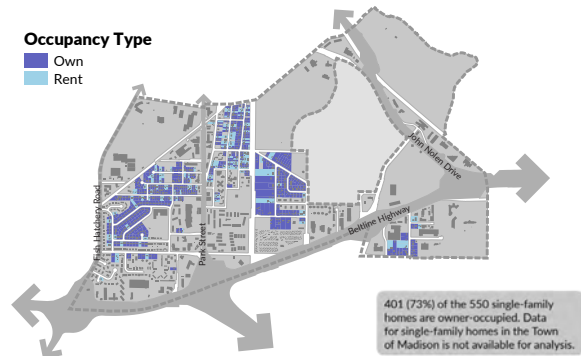 Occupancy Type
Own
Rent
John Nolen Drive
Fish Hatchery Road
Park Street
Beltline Highway
401 (73%) of the 550 single-family
homes are owner-occupied. Data
for single-family homes in the Town
of Madison is not available for analysis.